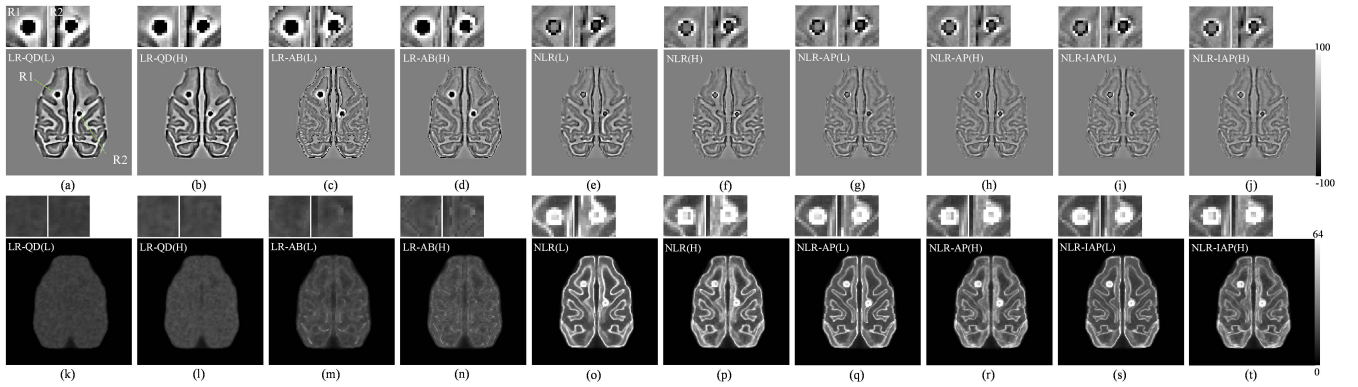 R1 R2
LR-QD(L) LR-QD(H) LR-AB(L) LR-AB(H) NLR(L) NLR(H) NLR-AP(L) NLR-AP(H) NLR-IAP(L) NLR-IAP(H) 100
R1
R2
-100
(a) (b) (c) (d) (e) (f) (g) (h) (i) (j)
64
LR-QD(L) LR-QD(H) LR-AB(L) LR-AB(H) NLR(L) NLR(H) NLR-AP(L) NLR-AP(H) NLR-IAP(L) NLR-IAP(H)
0
(k) (l) (m) (n) (o) (p) (q) (r) (s) (t)